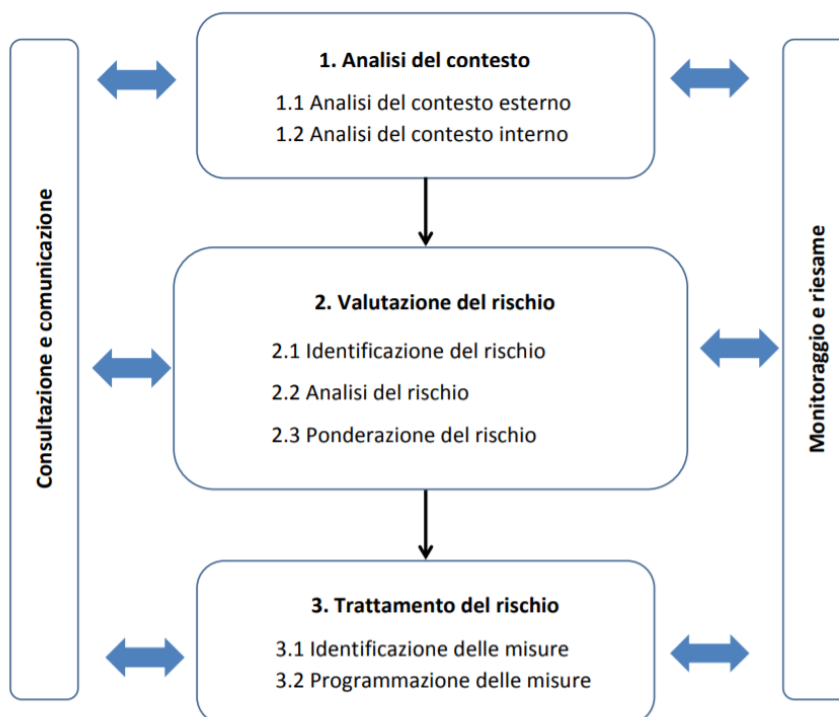 Consultazione e comunicazione
1. Analisi del contesto
1.1 Analisi del contesto esterno
1.2 Analisi del contesto interno
2. Valutazione del rischio
2.1 Identificazione del rischio
2.2 Analisi del rischio
2.3 Ponderazione del rischio
3. Trattamento del rischio
3.1 Identificazione delle misure
3.2 Programmazione delle misure
Monitoraggio e riesame